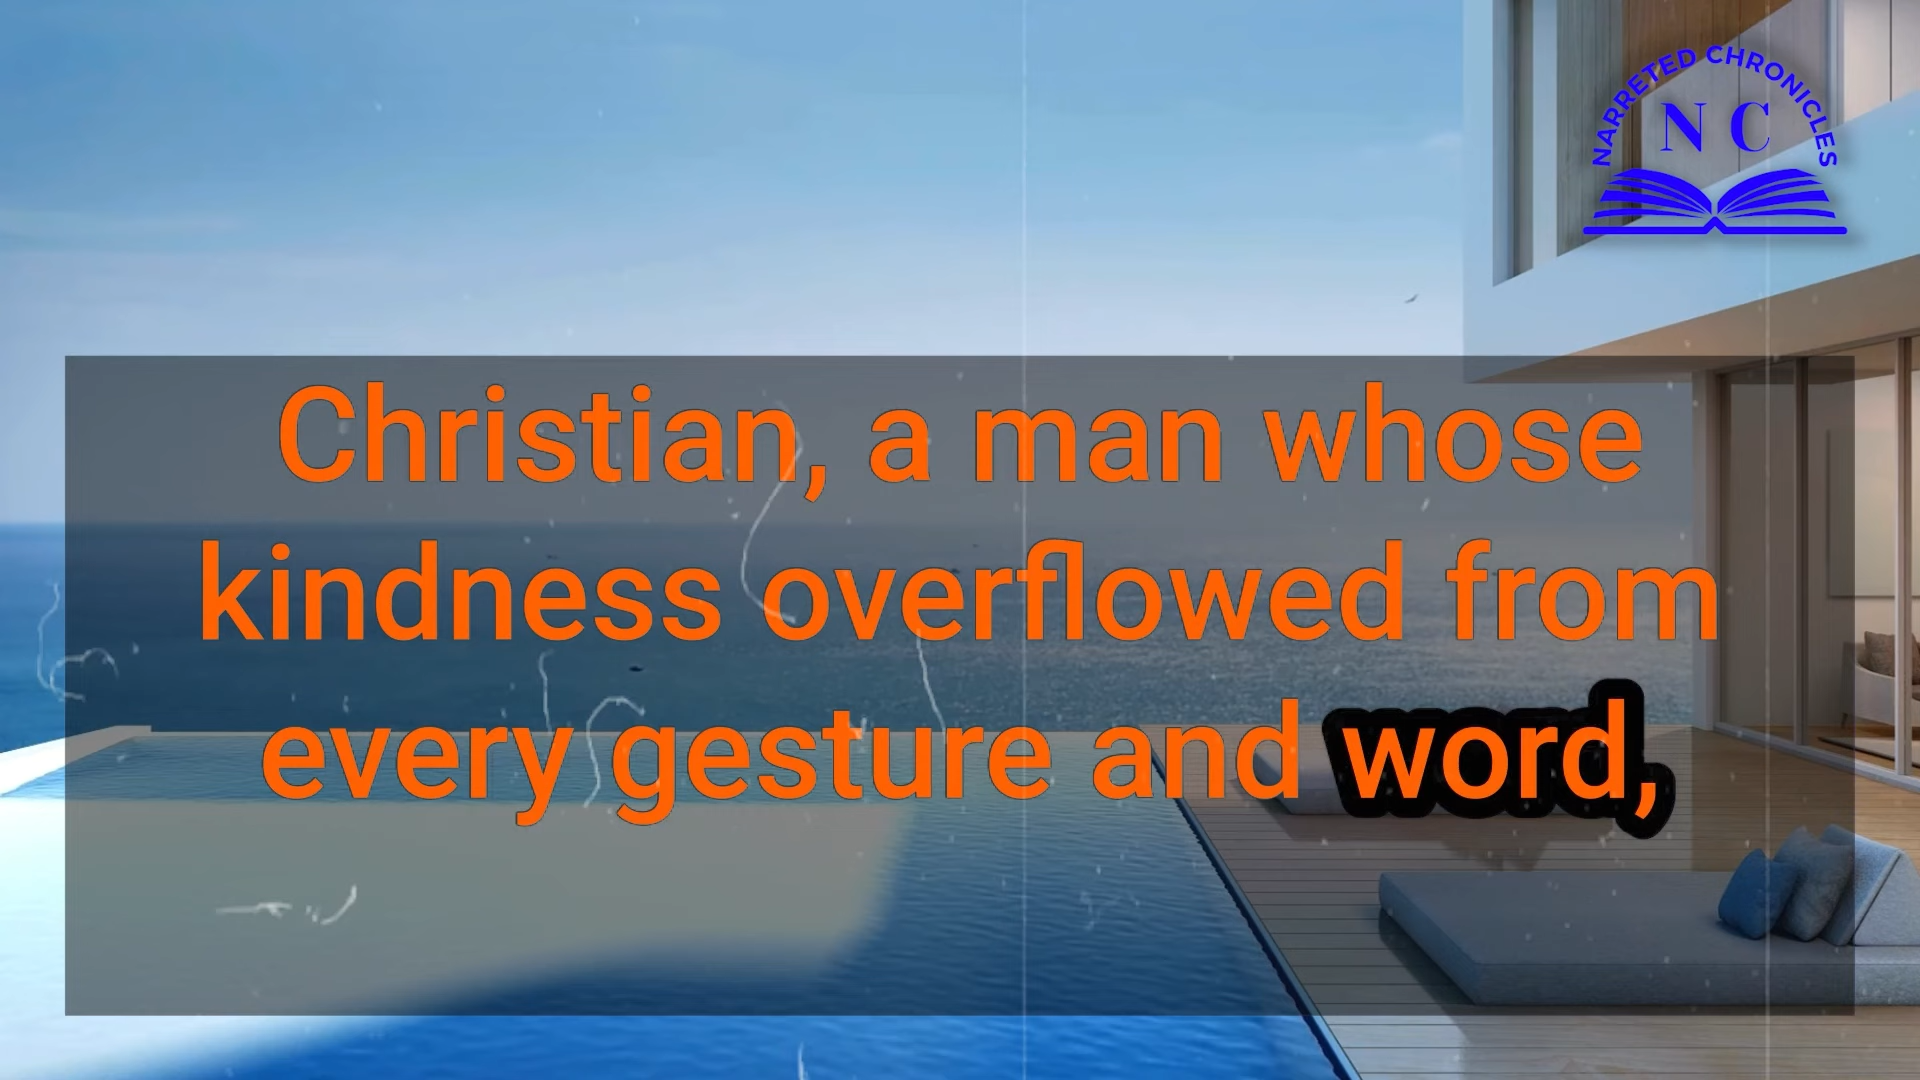 NARRETED CHRONICLES
N C
Christian, a man whose
kindness overflowed from
every gesture and word,